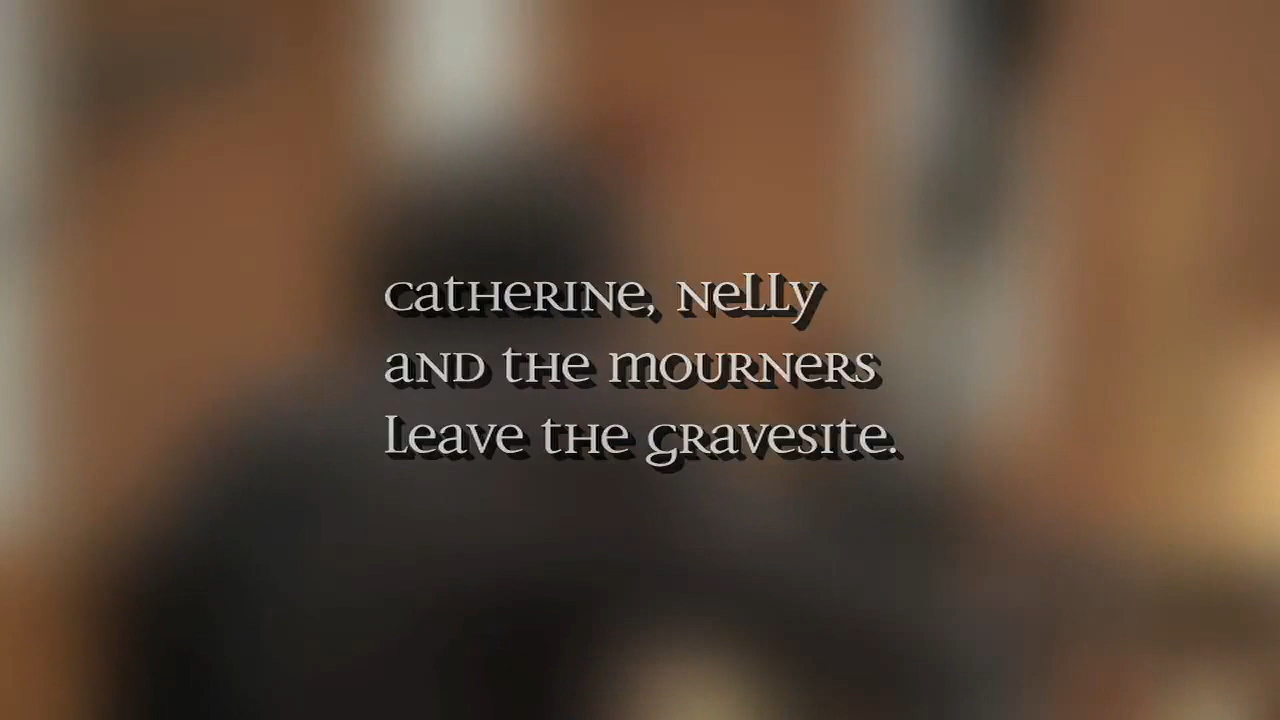 Catherine, Nelly
and the mourners
leave the gravesite.